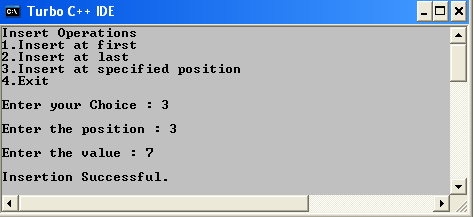 Turbo C++ IDE
Insert Operations
1.Insert at first
2.Insert at last
3.Insert at specified position
4.Exit
Enter your Choice : 3
Enter the position : 3
Enter the value : 7
Insertion Successful.